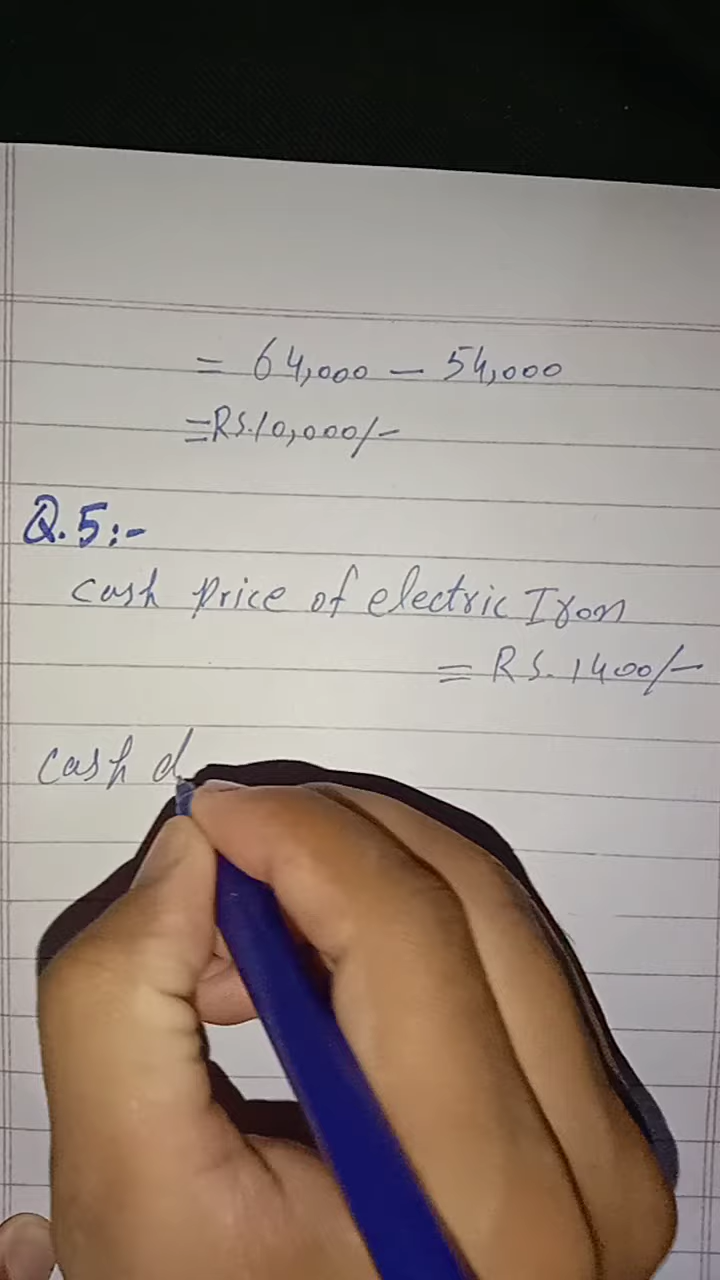 = 64,000 – 54,000
=RS.10,000/-
Q.5:-
cash price of electric Iron
= RS. 1400/-
cash d